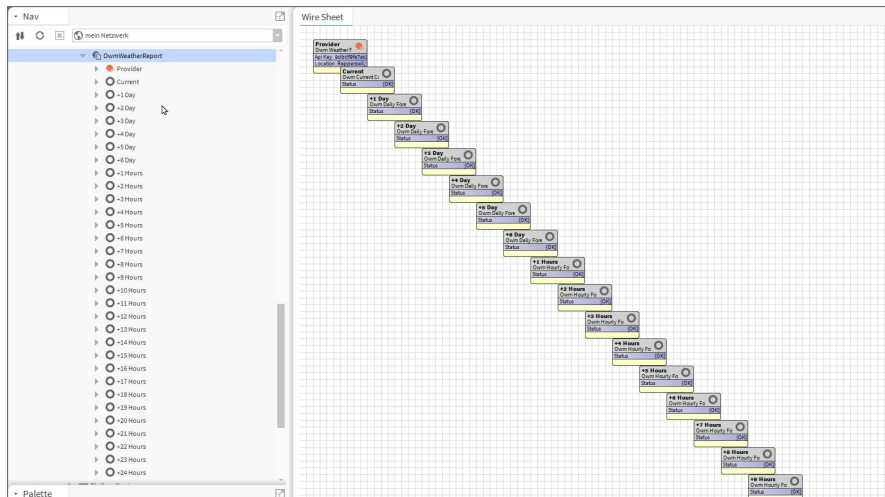 Nav
mein Netzwerk
OwmWeatherReport
Provider
Current
+1 Day
+2 Day
+3 Day
+4 Day
+5 Day
+6 Day
+1 Hours
+2 Hours
+3 Hours
+4 Hours
+5 Hours
+6 Hours
+7 Hours
+8 Hours
+9 Hours
+10 Hours
+11 Hours
+12 Hours
+13 Hours
+14 Hours
+15 Hours
+16 Hours
+17 Hours
+18 Hours
+19 Hours
+20 Hours
+21 Hours
+22 Hours
+23 Hours
+24 Hours
Palette
Wire Sheet
Provider
Owm Weather F
Api Key
Location Rapperswil,
Current
Owm Current C
Status [OK]
+1 Day
Owm Daily Fore
Status [OK]
+2 Day
Owm Daily Fore
Status [OK]
+3 Day
Owm Daily Fore
Status [OK]
+4 Day
Owm Daily Fore
Status [OK]
+5 Day
Owm Daily Fore
Status [OK]
+6 Day
Owm Daily Fore
Status [OK]
+1 Hours
Owm Hourly Fo
Status [OK]
+2 Hours
Owm Hourly Fo
Status [OK]
+3 Hours
Owm Hourly Fo
Status [OK]
+4 Hours
Owm Hourly Fo
Status [OK]
+5 Hours
Owm Hourly Fo
Status [OK]
+6 Hours
Owm Hourly Fo
Status [OK]
+7 Hours
Owm Hourly Fo
Status [OK]
+8 Hours
Owm Hourly Fo
Status [OK]
+9 Hours
Owm Hourly Fo
Status [OK]